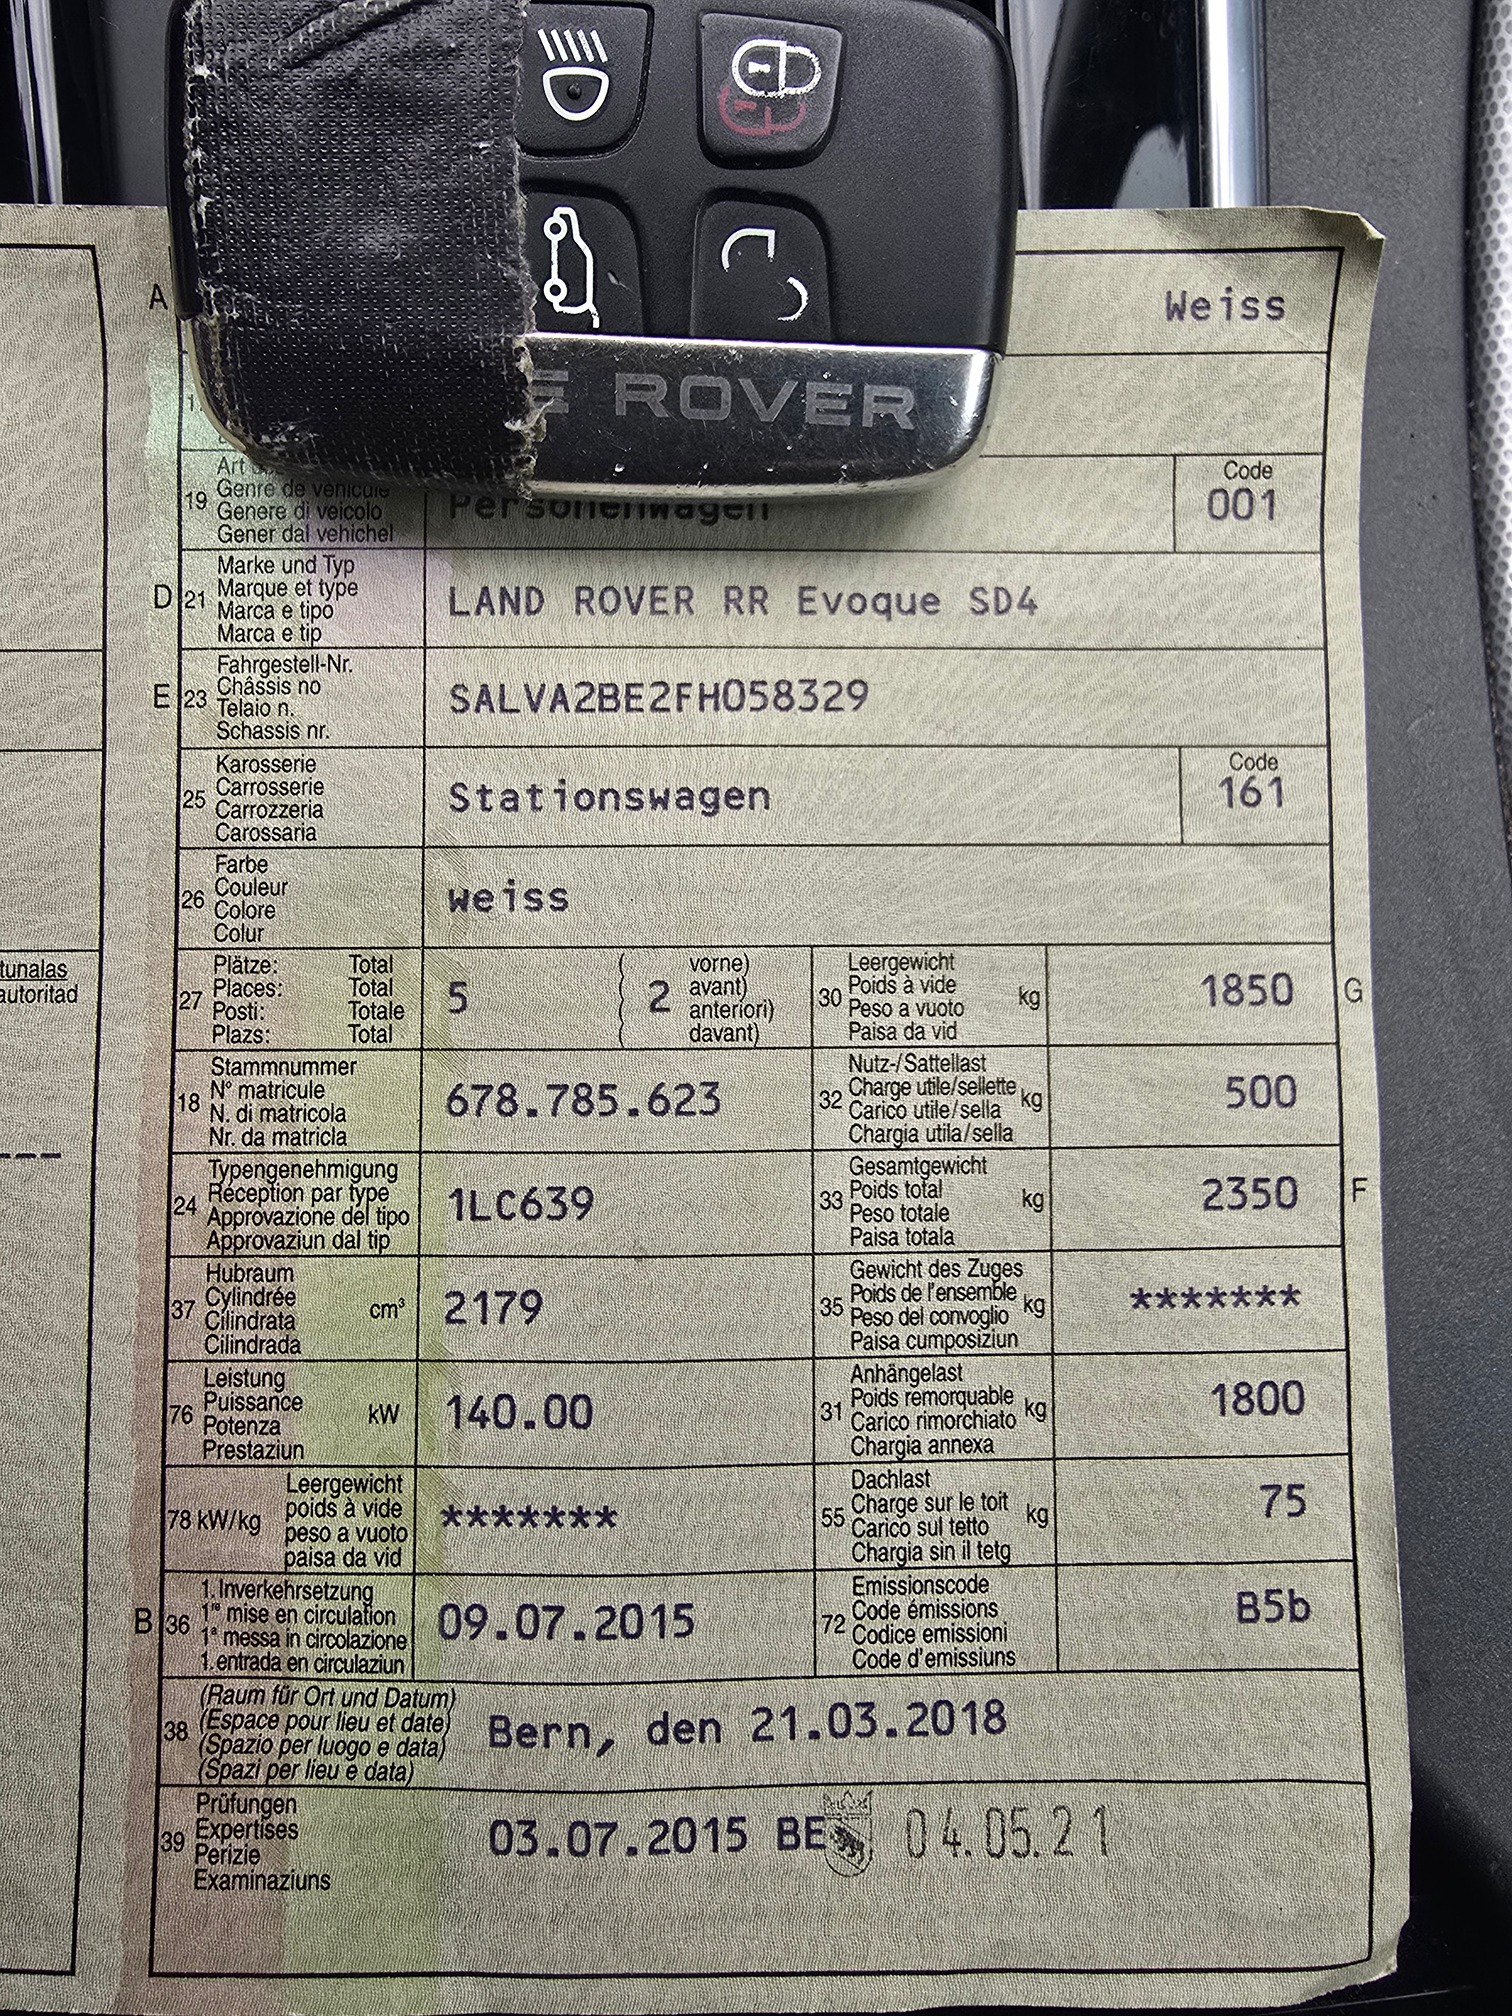 E ROVER
A
Weiss
Art
19 Genre de véhicule
Genere di veicolo
Gener dal vehichel
Personenwagen
Code
001
D 21 Marke und Typ
Marque et type
Marca e tipo
Marca e tip
LAND ROVER RR Evoque SD4
E 23 Fahrgestell-Nr.
Châssis no
Telaio n.
Schassis nr.
SALVA2BE2FH058329
25 Karosserie
Carrosserie
Carrozzeria
Carossaria
Stationswagen
Code
161
26 Farbe
Couleur
Colore
Colur
weiss
tunalas
autoritad
27 Plätze: Total
Places: Total
Posti: Totale
Plazs: Total
5 ( 2 vorne)
( avant)
( anteriori)
( davant)
30 Leergewicht
Poids à vide
Peso a vuoto
Paisa da vid
kg 1850 G
18 Stammnummer
N° matricule
N. di matricola
Nr. da matricla
678.785.623
32 Nutz-/Sattellast
Charge utile/sellette
Carico utile/sella
Chargia utila/sella
kg 500
24 Typengenehmigung
Réception par type
Approvazione del tipo
Approvaziun dal tip
1LC639
33 Gesamtgewicht
Poids total
Peso totale
Paisa totala
kg 2350 F
37 Hubraum
Cylindrée
Cilindrata
Cilindrada
cm³ 2179
35 Gewicht des Zuges
Poids de l'ensemble
Peso del convoglio
Paisa cumposiziun
kg *******
76 Leistung
Puissance
Potenza
Prestaziun
kW 140.00
31 Anhängelast
Poids remorquable
Carico rimorchiato
Chargia annexa
kg 1800
78 kW/kg Leergewicht
poids à vide
peso a vuoto
paisa da vid
*******
55 Dachlast
Charge sur le toit
Carico sul tetto
Chargia sin il tetg
kg 75
B 36 1. Inverkehrsetzung
1re mise en circulation
1a messa in circolazione
1. entrada en circulaziun
09.07.2015
72 Emissionscode
Code émissions
Codice emissioni
Code d'emissiuns
B5b
38 (Raum für Ort und Datum)
(Espace pour lieu et date)
(Spazio per luogo e data)
(Spazi per lieu e data)
Bern, den 21.03.2018
39 Prüfungen
Expertises
Perizie
Examinaziuns
03.07.2015 BE 04.05.21